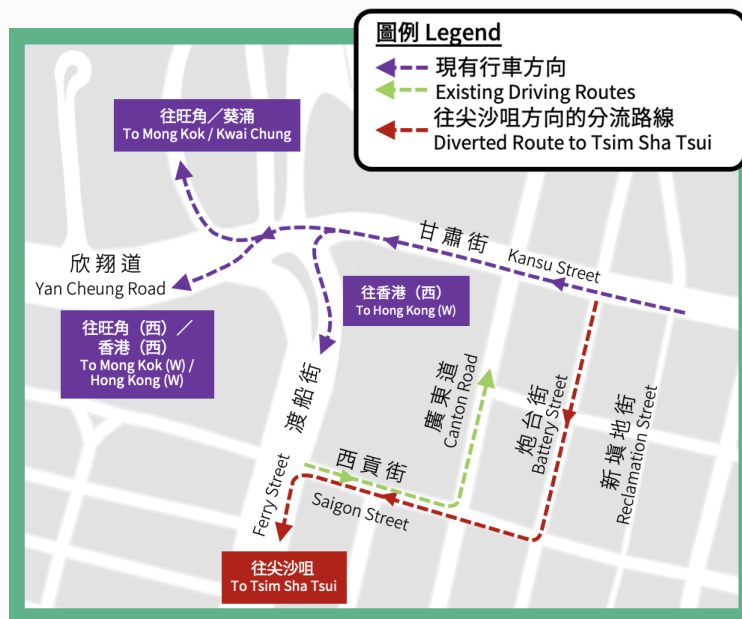 圖例 Legend
現有行車方向
Existing Driving Routes
往尖沙咀方向的分流路線
Diverted Route to Tsim Sha Tsui
往旺角／葵涌
To Mong Kok / Kwai Chung
甘肅街
Kansu Street
欣翔道
Yan Cheung Road
往香港（西）
To Hong Kong (W)
往旺角（西）／
香港（西）
To Mong Kok (W) /
Hong Kong (W)
渡船街
Ferry Street
廣東道
Canton Road
炮台街
Battery Street
新填地街
Reclamation Street
西貢街
Saigon Street
往尖沙咀
To Tsim Sha Tsui